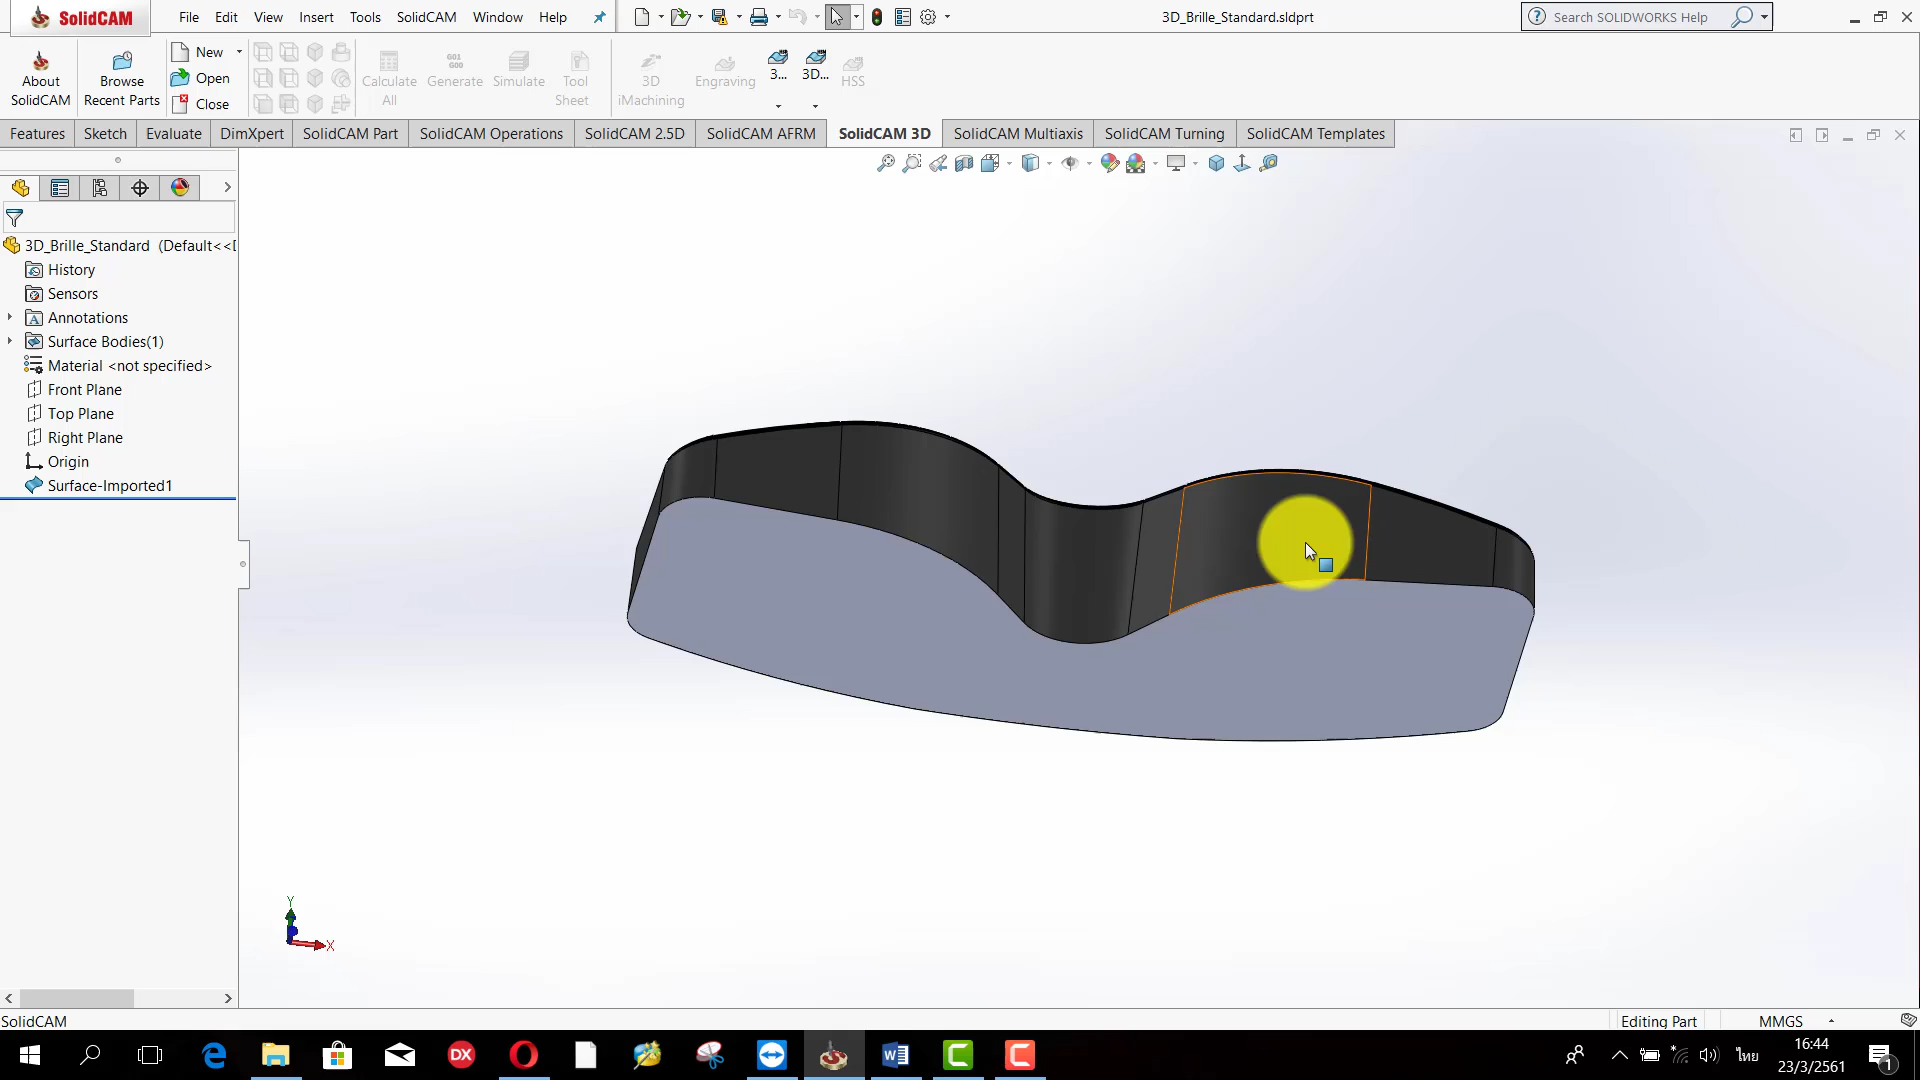 SolidCAM
File Edit View Insert Tools SolidCAM Window Help
3D_Brille_Standard.sldprt
Search SOLIDWORKS Help
About SolidCAM
Browse Recent Parts
New
Open
Close
Calculate All
G01 G00
Generate
Simulate
Tool Sheet
3D iMachining
Engraving
3...
3D...
HSS
Features Sketch Evaluate DimXpert SolidCAM Part SolidCAM Operations SolidCAM 2.5D SolidCAM AFRM SolidCAM 3D SolidCAM Multiaxis SolidCAM Turning SolidCAM Templates
3D_Brille_Standard (Default<<
History
Sensors
Annotations
Surface Bodies(1)
Material <not specified>
Front Plane
Top Plane
Right Plane
Origin
Surface-Imported1
Y
X
SolidCAM
Editing Part
MMGS
DX
ไทย
16:44
23/3/2561
1